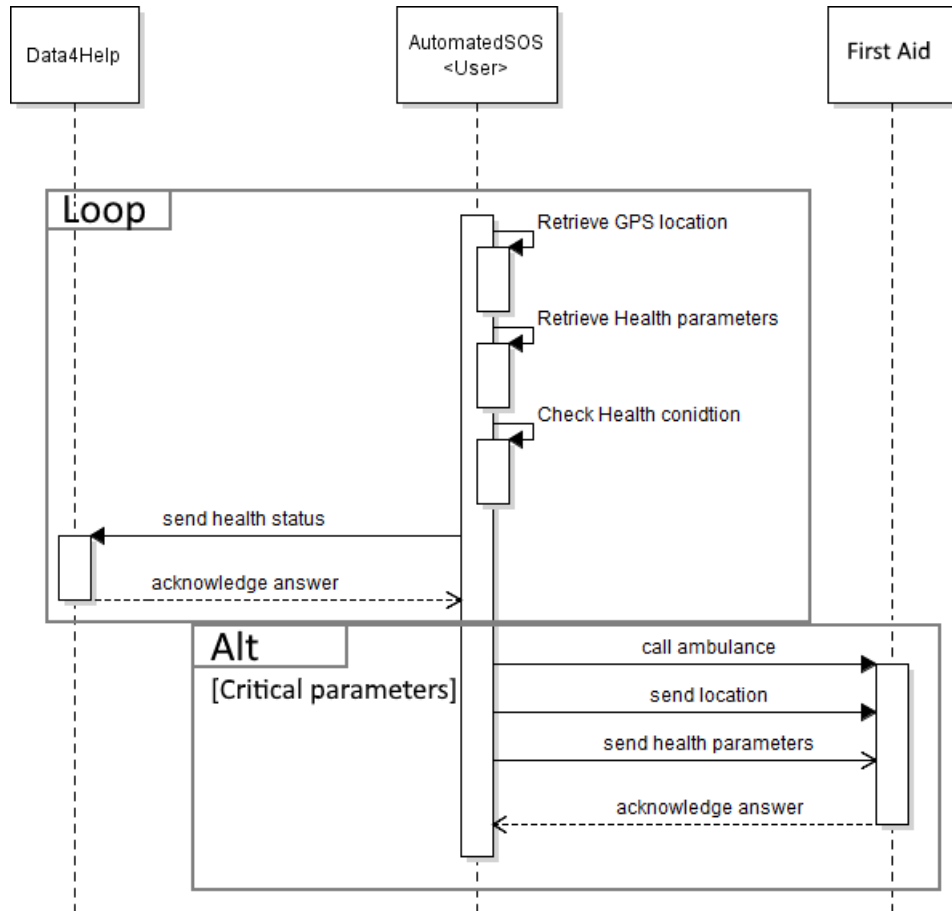 Data4Help
AutomatedSOS
<User>
First Aid
Loop
Retrieve GPS location
Retrieve Health parameters
Check Health conidtion
send health status
acknowledge answer
Alt
[Critical parameters]
call ambulance
send location
send health parameters
acknowledge answer